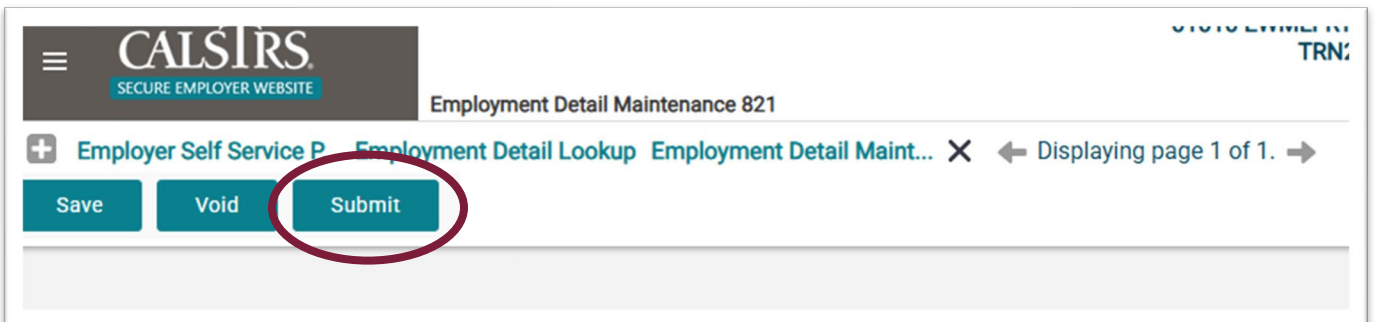 CALSTRS.
SECURE EMPLOYER WEBSITE
TRN2
Employment Detail Maintenance 821
Employer Self Service P... Employment Detail Lookup Employment Detail Maint... Displaying page 1 of 1.
Save Void Submit